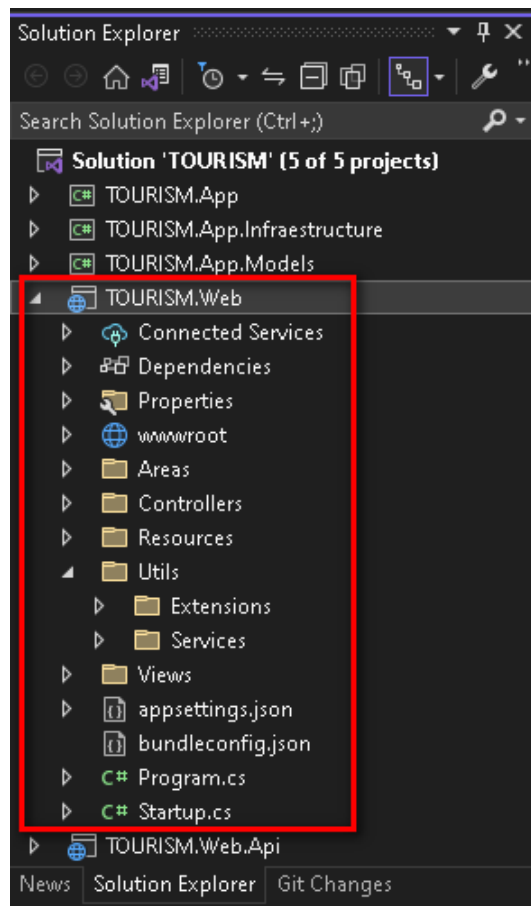 Solution Explorer
Search Solution Explorer (Ctrl+;)
Solution 'TOURISM' (5 of 5 projects)
C# TOURISM.App
C# TOURISM.App.Infraestructure
C# TOURISM.App.Models
TOURISM.Web
Connected Services
Dependencies
Properties
wwwroot
Areas
Controllers
Resources
Utils
Extensions
Services
Views
appsettings.json
bundleconfig.json
C# Program.cs
C# Startup.cs
TOURISM.Web.Api
News Solution Explorer Git Changes